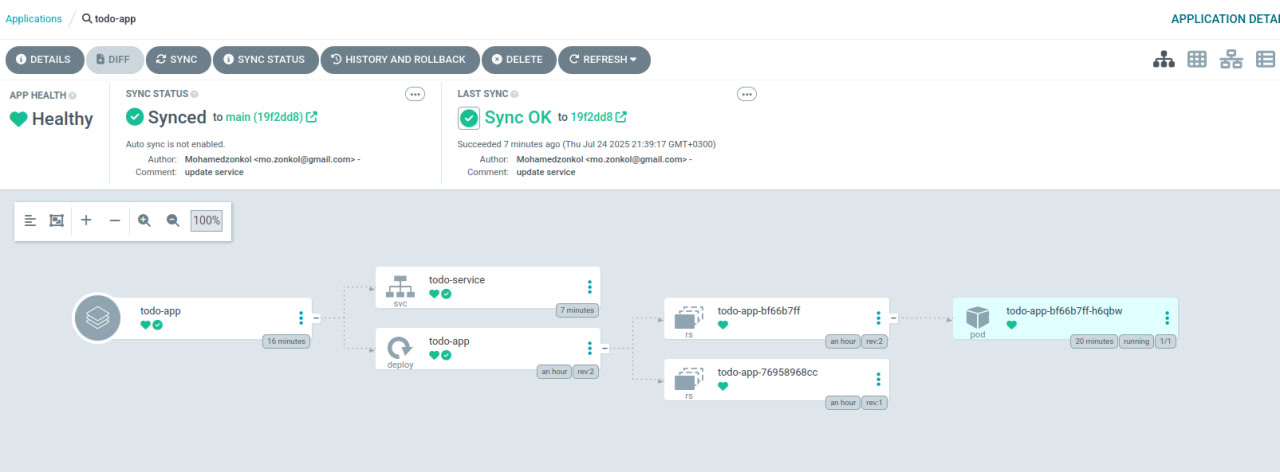 Applications / todo-app
APPLICATION DETAI
DETAILS DIFF SYNC SYNC STATUS HISTORY AND ROLLBACK DELETE REFRESH
APP HEALTH
Healthy
SYNC STATUS
Synced to main (19f2dd8)
Auto sync is not enabled.
Author: Mohamedzonkol <mo.zonkol@gmail.com> -
Comment: update service
LAST SYNC
Sync OK to 19f2dd8
Succeeded 7 minutes ago (Thu Jul 24 2025 21:39:17 GMT+0300)
Author: Mohamedzonkol <mo.zonkol@gmail.com> -
Comment: update service
100%
todo-app
16 minutes
todo-service
svc
7 minutes
todo-app
deploy
an hour rev:2
todo-app-bf66b7ff
rs
an hour rev:2
todo-app-76958968cc
rs
an hour rev:1
todo-app-bf66b7ff-h6qbw
pod
20 minutes running 1/1